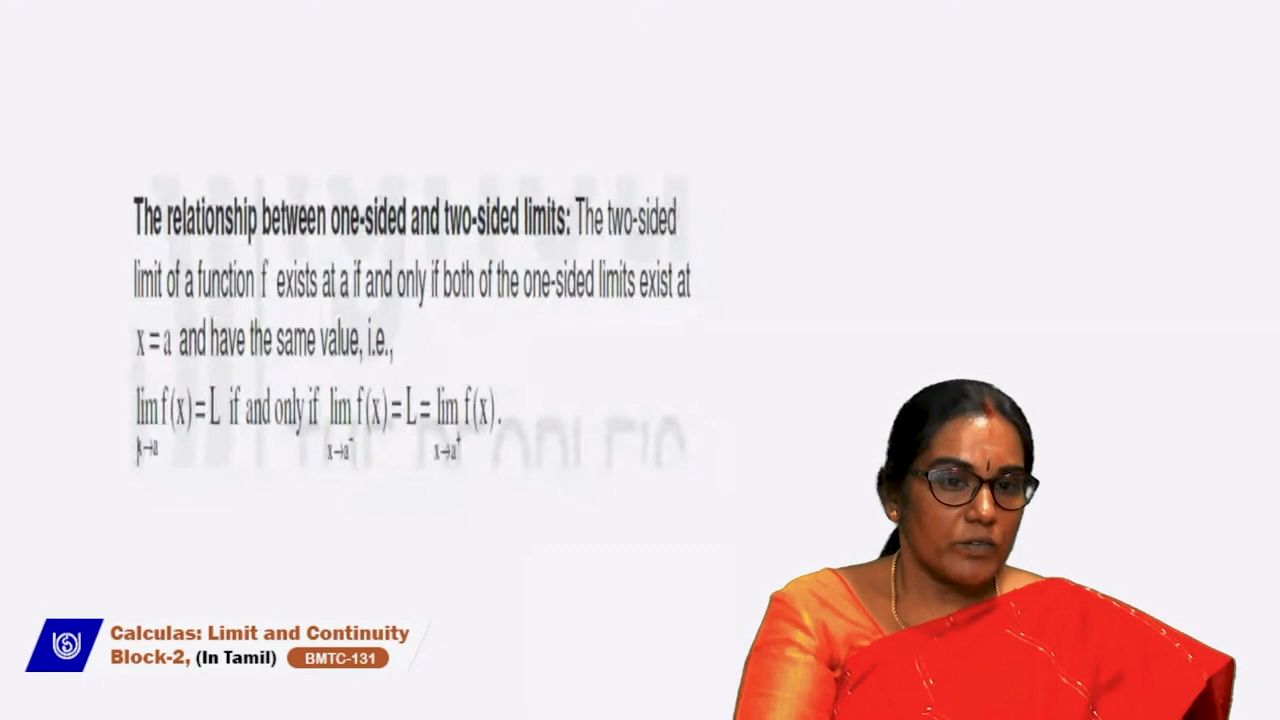 The relationship between one-sided and two-sided limits: The two-sided
limit of a function f exists at a if and only if both of the one-sided limits exist at
x = a and have the same value, i.e.,
lim f(x) = L if and only if lim f(x) = L = lim f(x).
x→a x→a⁻ x→a⁺
Calculas: Limit and Continuity
Block-2, (In Tamil) BMTC-131